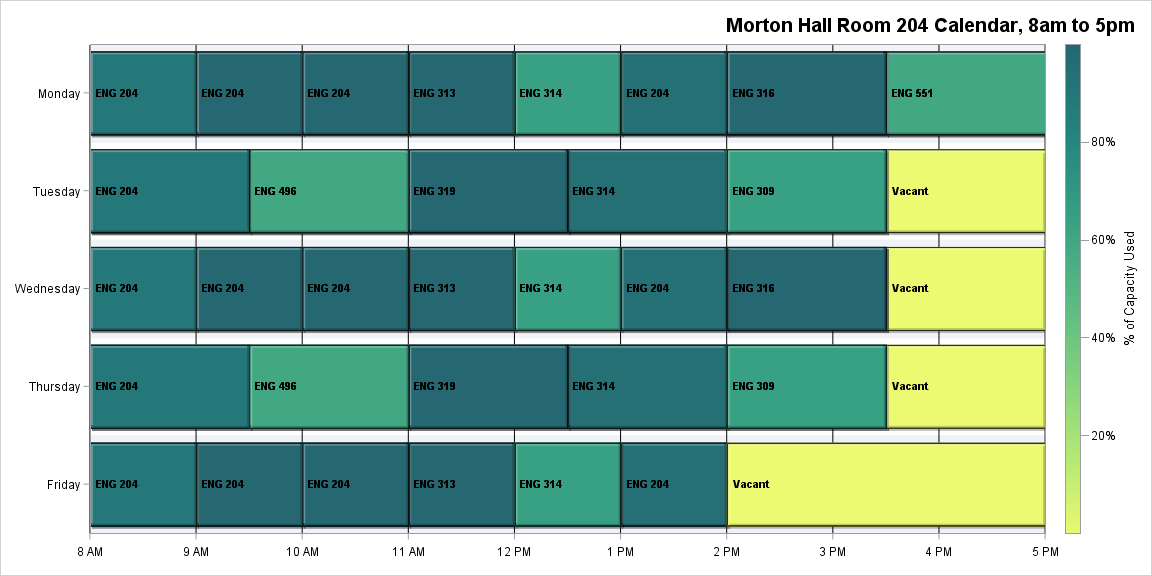 Morton Hall Room 204 Calendar, 8am to 5pm
Monday
ENG 204
ENG 204
ENG 204
ENG 313
ENG 314
ENG 204
ENG 316
ENG 551
Tuesday
ENG 204
ENG 496
ENG 319
ENG 314
ENG 309
Vacant
Wednesday
ENG 204
ENG 204
ENG 204
ENG 313
ENG 314
ENG 204
ENG 316
Vacant
Thursday
ENG 204
ENG 496
ENG 319
ENG 314
ENG 309
Vacant
Friday
ENG 204
ENG 204
ENG 204
ENG 313
ENG 314
ENG 204
Vacant
8 AM
9 AM
10 AM
11 AM
12 PM
1 PM
2 PM
3 PM
4 PM
5 PM
80%
60%
40%
20%
% of Capacity Used